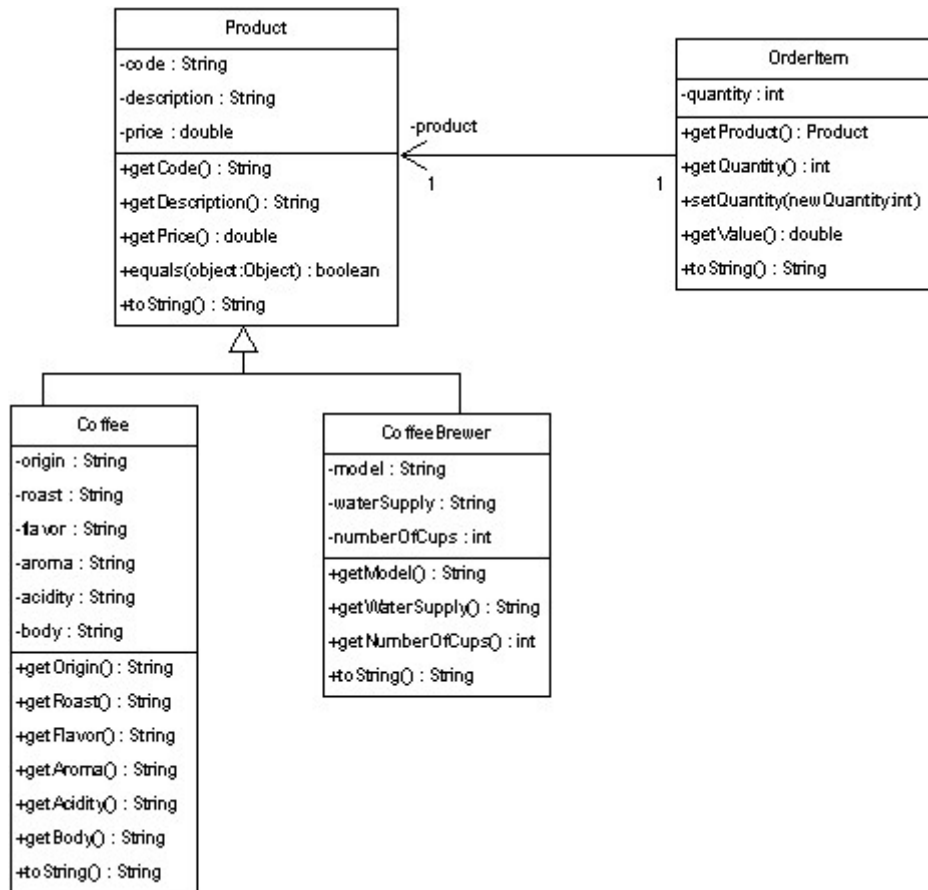 Product
-code : String
-description : String
-price : double
+getCode() : String
+getDescription() : String
+getPrice() : double
+equals(object:Object) : boolean
+toString() : String
-product
1
1
OrderItem
-quantity : int
+getProduct() : Product
+getQuantity() : int
+setQuantity(newQuantity:int)
+getValue() : double
+toString() : String
Coffee
-origin : String
-roast : String
-flavor : String
-aroma : String
-acidity : String
-body : String
+getOrigin() : String
+getRoast() : String
+getFlavor() : String
+getAroma() : String
+getAcidity() : String
+getBody() : String
+toString() : String
CoffeeBrewer
-model : String
-waterSupply : String
-numberOfCups : int
+getModel() : String
+getWaterSupply() : String
+getNumberOfCups() : int
+toString() : String